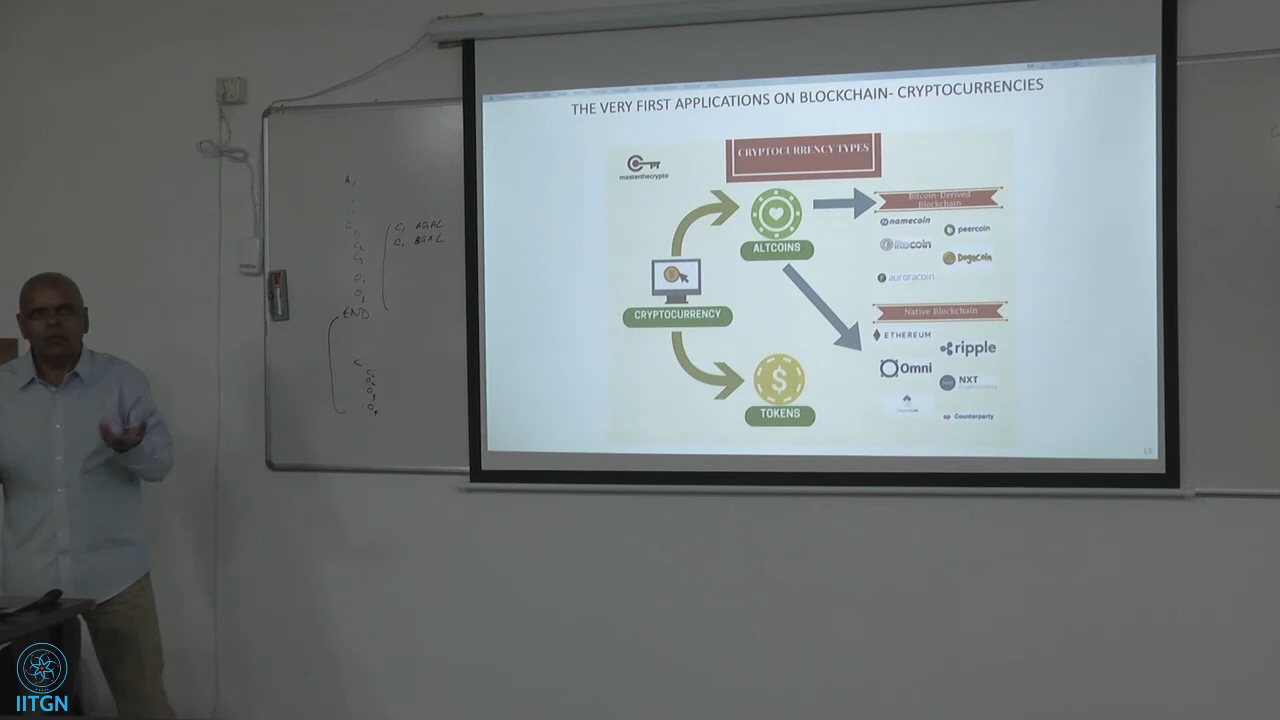 THE VERY FIRST APPLICATIONS ON BLOCKCHAIN- CRYPTOCURRENCIES
CRYPTOCURRENCY TYPES
masterthecrypto
ALTCOINS
CRYPTOCURRENCY
TOKENS
Bitcoin Derived
Blockchain
namecoin
peercoin
litecoin
DogeCoin
auroracoin
Native Blockchain
ETHEREUM
ripple
Omni
NXT
Counterparty
A,
END
18
IITGN